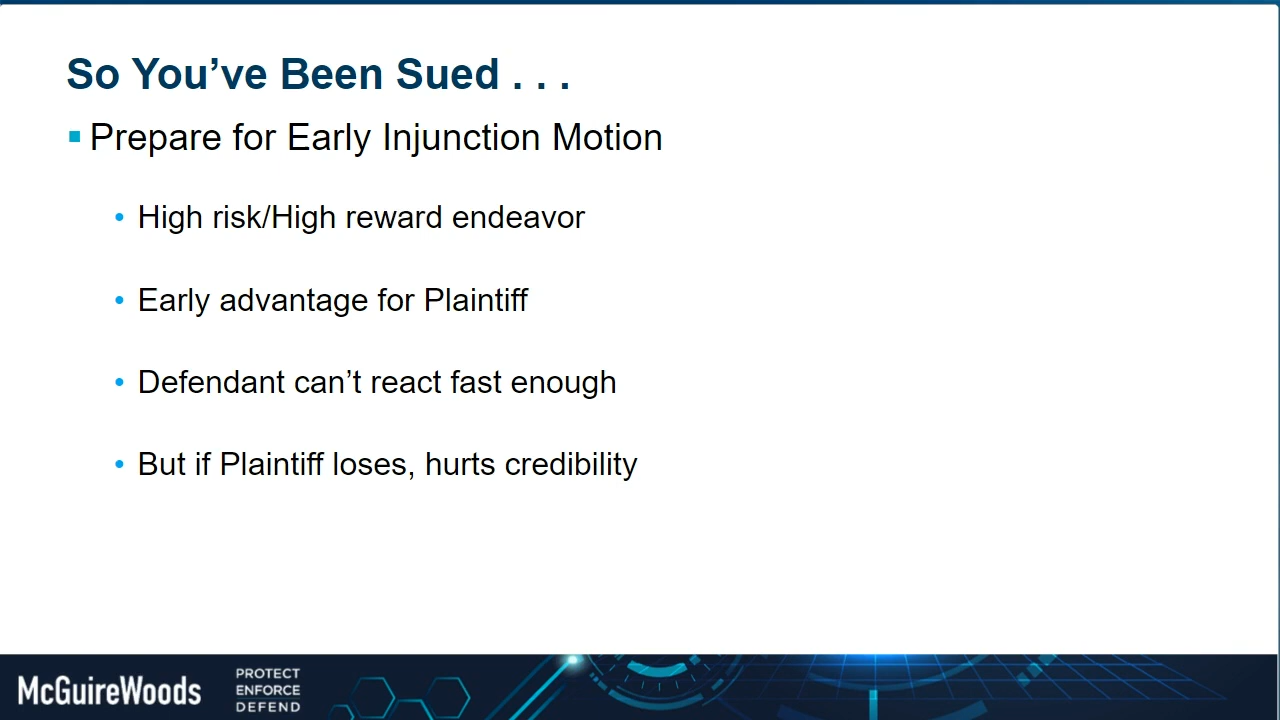 So You’ve Been Sued . . .
▪ Prepare for Early Injunction Motion
• High risk/High reward endeavor
• Early advantage for Plaintiff
• Defendant can’t react fast enough
• But if Plaintiff loses, hurts credibility
McGuireWoods
PROTECT
ENFORCE
DEFEND